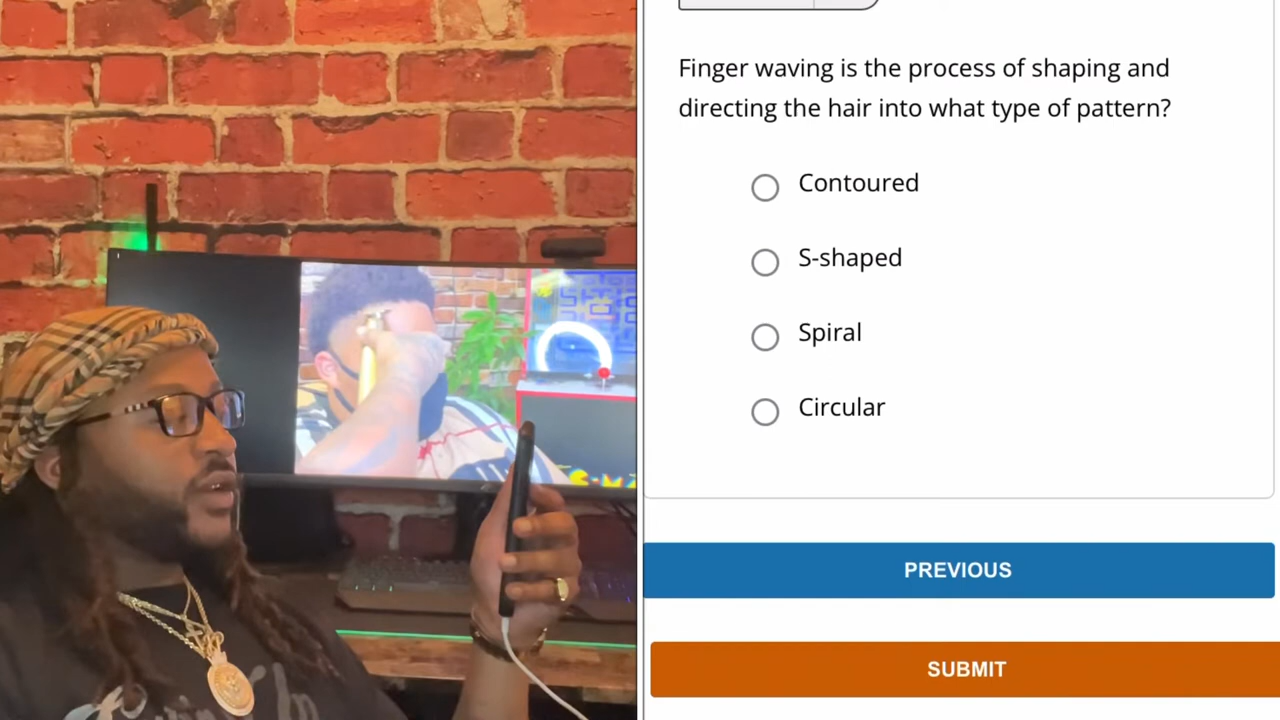 Finger waving is the process of shaping and
directing the hair into what type of pattern?
Contoured
S-shaped
Spiral
Circular
PREVIOUS
SUBMIT